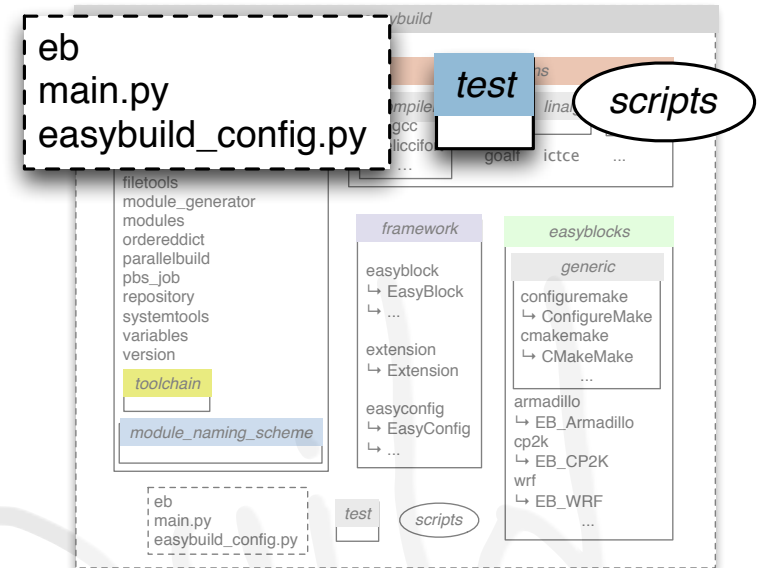 eb
main.py
easybuild_config.py
test
scripts
gcc
goalf ictce ...
...
filetools
module_generator
modules
ordereddict
parallelbuild
pbs_job
repository
systemtools
variables
version
toolchain
module_naming_scheme
framework
easyblock
↳ EasyBlock
↳ ...
extension
↳ Extension
easyconfig
↳ EasyConfig
↳ ...
easyblocks
generic
configuremake
↳ ConfigureMake
cmakemake
↳ CMakeMake
...
armadillo
↳ EB_Armadillo
cp2k
↳ EB_CP2K
wrf
↳ EB_WRF
...
eb
main.py
easybuild_config.py
test
scripts